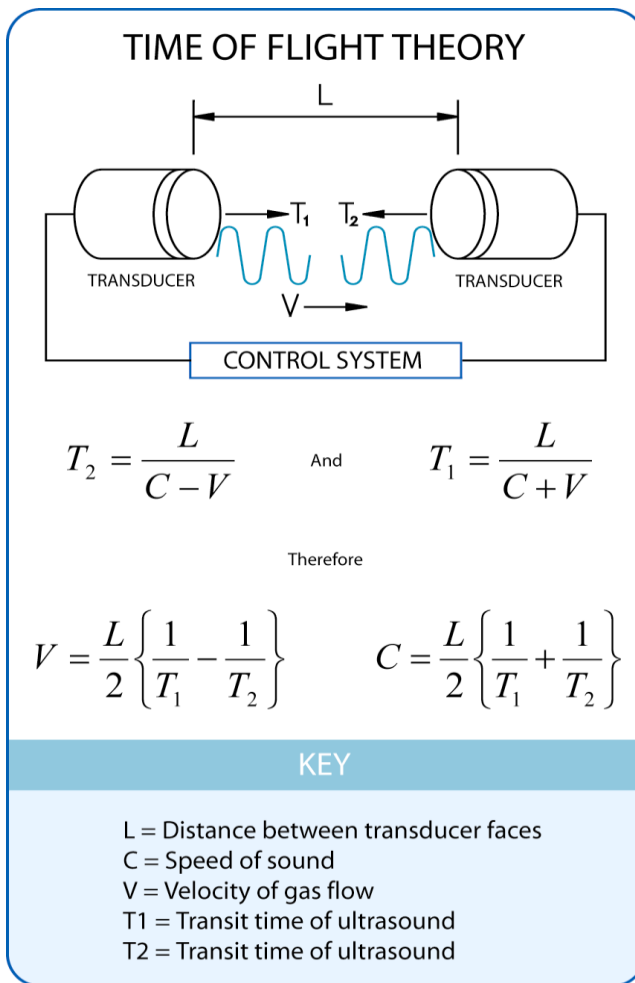 TIME OF FLIGHT THEORY
L
T₁ T₂
TRANSDUCER TRANSDUCER
V
CONTROL SYSTEM
T₂ = L / (C − V) And T₁ = L / (C + V)
Therefore
V = L/2 {1/T₁ − 1/T₂} C = L/2 {1/T₁ + 1/T₂}
KEY
L = Distance between transducer faces
C = Speed of sound
V = Velocity of gas flow
T1 = Transit time of ultrasound
T2 = Transit time of ultrasound